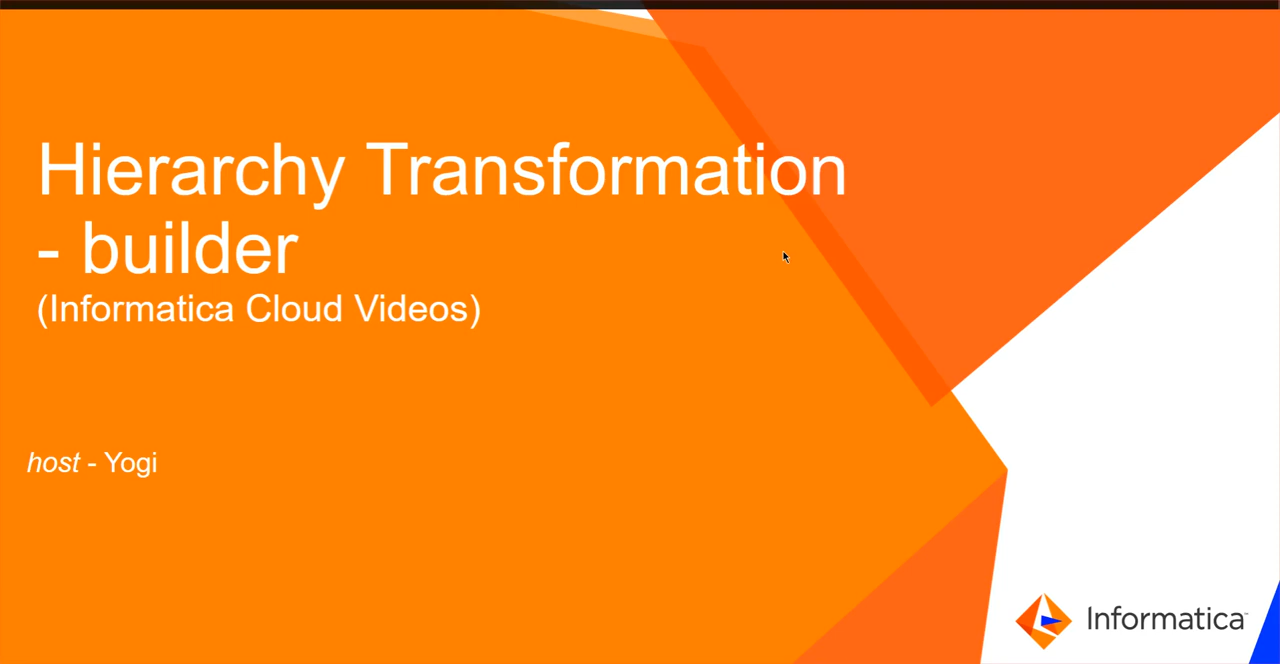 Hierarchy Transformation
- builder
(Informatica Cloud Videos)
host - Yogi
Informatica